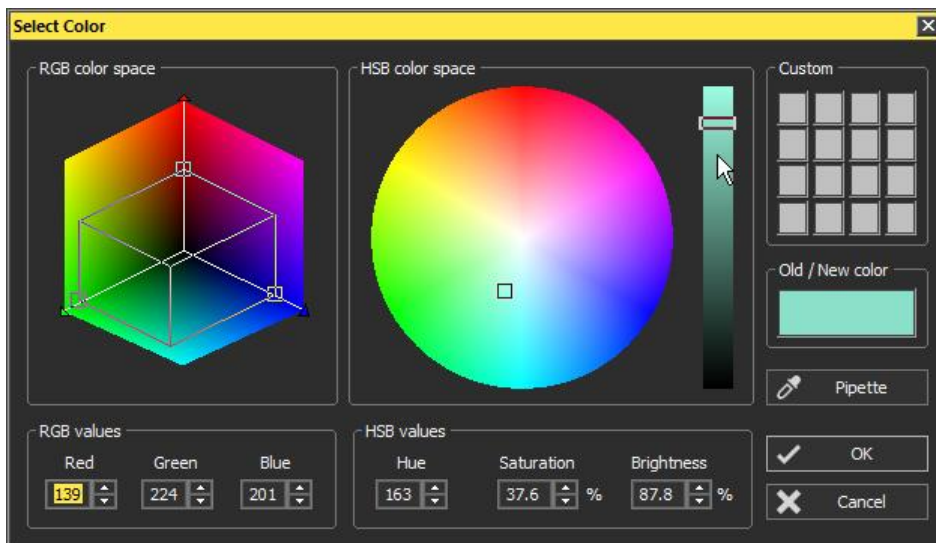 Select Color
RGB color space
HSB color space
Custom
Old / New color
Pipette
RGB values
Red Green Blue
139 224 201
HSB values
Hue Saturation Brightness
163 37.6 % 87.8 %
OK
Cancel